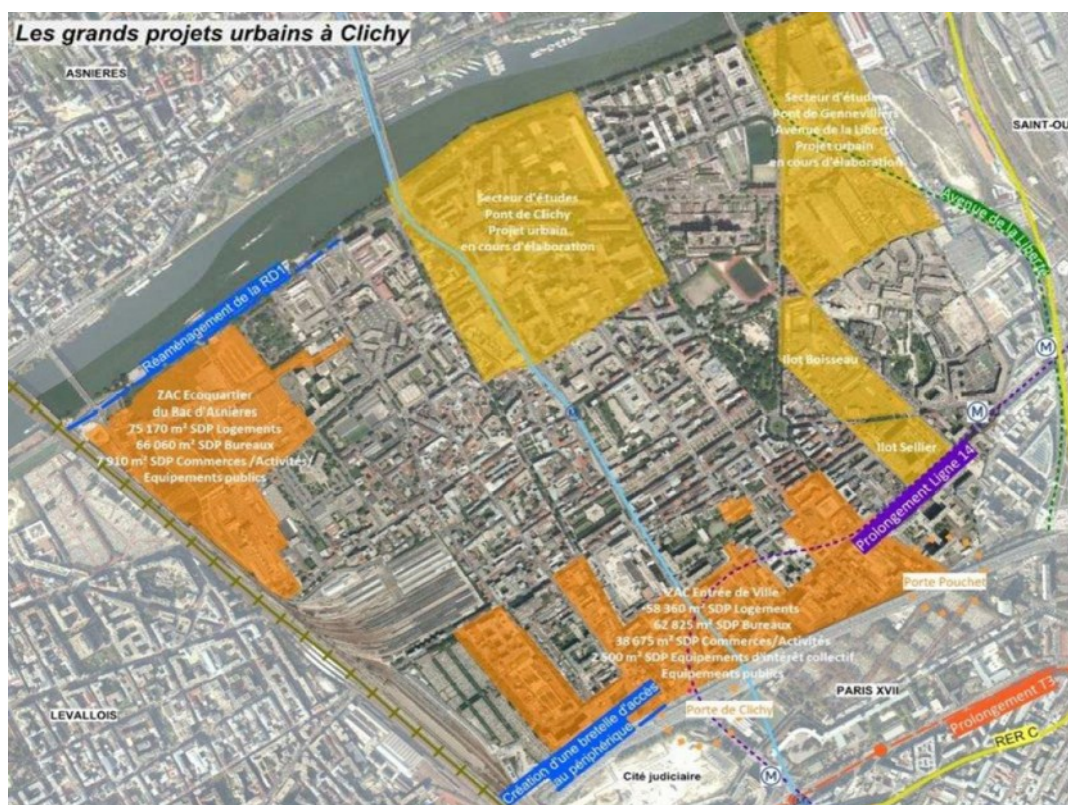 Les grands projets urbains à Clichy
ASNIERES
SAINT-OU
Secteur d'études
Pont de Gennevilliers
Avenue de la Liberté
Projet urbain
en cours d'élaboration
Secteur d'études
Pont de Clichy
Projet urbain
en cours d'élaboration
Avenue de la Liberté
Réaménagement de la RD1
ZAC Ecoquartier
du Bac d'Asnières
75 170 m² SDP Logements
66 060 m² SDP Bureaux
7 910 m² SDP Commerces /Activités/
Equipements publics
Ilot Boisseau
M
M
Ilot Sellier
Prolongement Ligne 14
Porte Pouchet
ZAC Entrée de Ville
58 360 m² SDP Logements
62 825 m² SDP Bureaux
38 675 m² SDP Commerces/Activités
2 500 m² SDP Equipements d'intérêt collectif
Equipements publics
PARIS XVII
LEVALLOIS
Porte de Clichy
Prolongement T3
Création d'une bretelle d'accès
au périphérique
RER C
Cité judiciaire
M